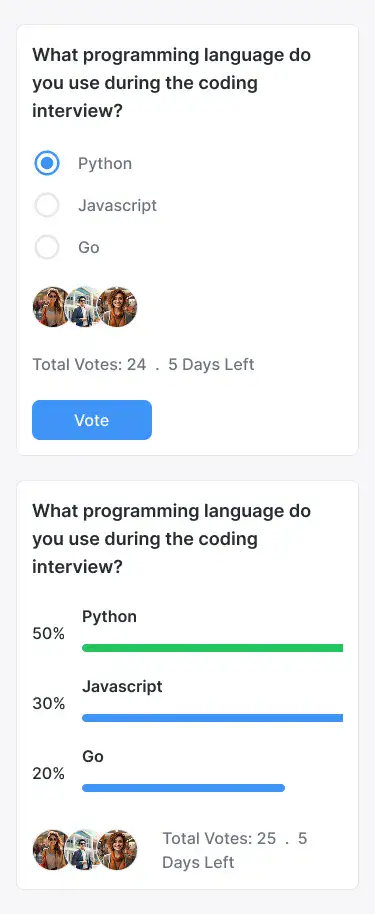 What programming language do
you use during the coding
interview?
Python
Javascript
Go
Total Votes: 24 . 5 Days Left
Vote
What programming language do
you use during the coding
interview?
Python
50%
Javascript
30%
Go
20%
Total Votes: 25 . 5
Days Left